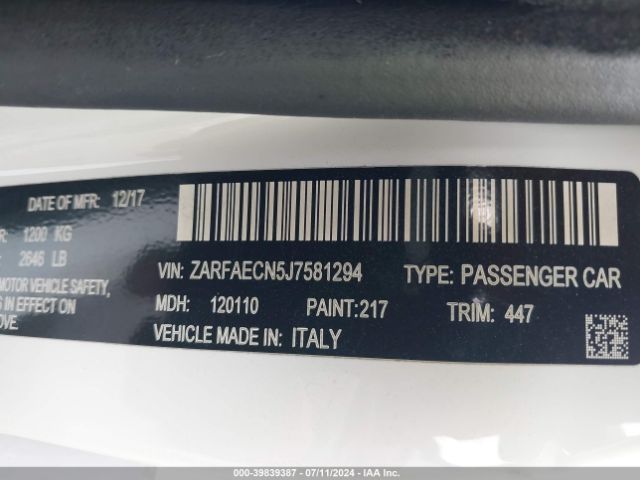 DATE OF MFR: 12/17
R: 1200 KG
2646 LB
MOTOR VEHICLE SAFETY,
S IN EFFECT ON
OVE.
VIN: ZARFAECN5J7581294 TYPE: PASSENGER CAR
MDH: 120110 PAINT:217 TRIM: 447
VEHICLE MADE IN: ITALY
000-39839387 - 07/11/2024 - IAA Inc.